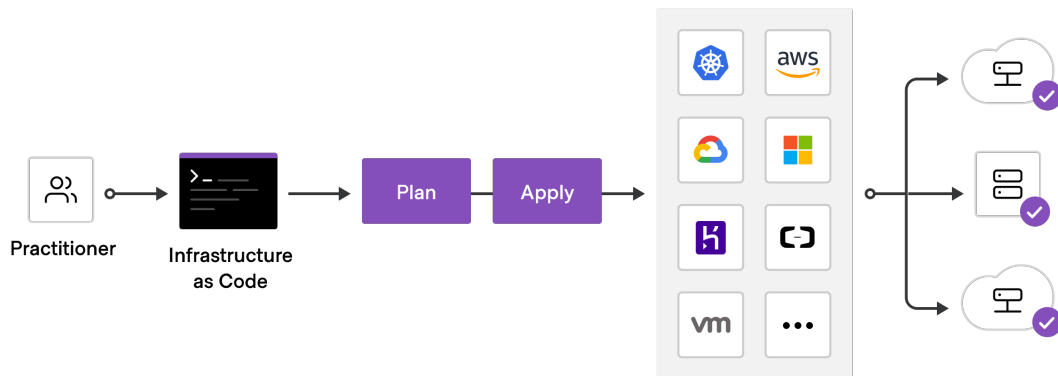 Practitioner
Infrastructure
as Code
Plan
Apply
aws
vm